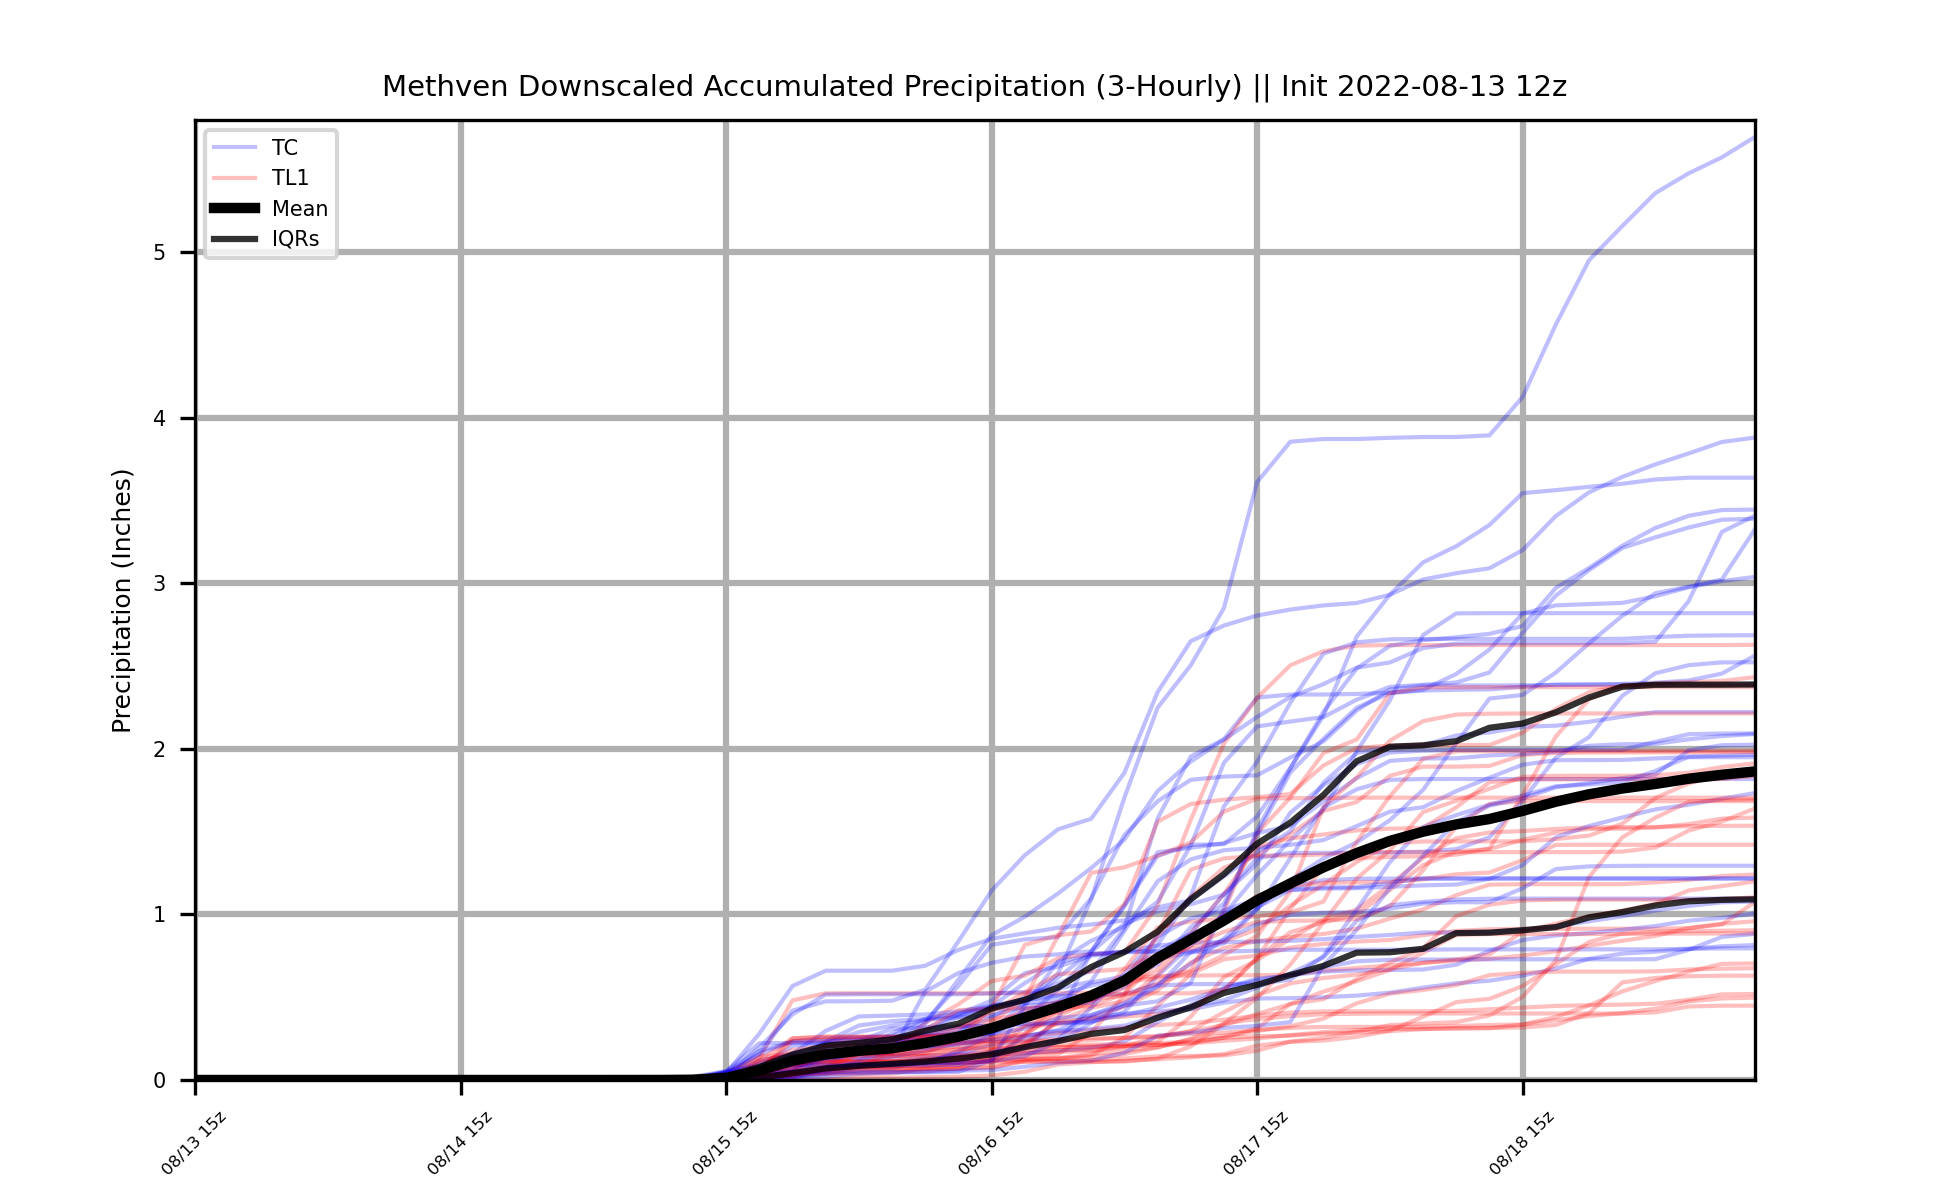 Methven Downscaled Accumulated Precipitation (3-Hourly) || Init 2022-08-13 12z
TC
TL1
Mean
IQRs
Precipitation (Inches)
5
4
3
2
1
0
08/13 15z
08/14 15z
08/15 15z
08/16 15z
08/17 15z
08/18 15z